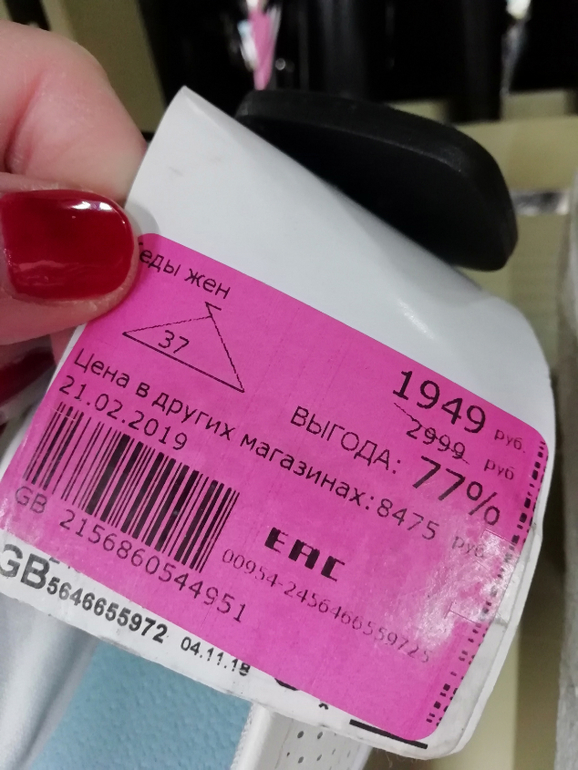 еды жен
37
1949 руб.
2999 руб
ВЫГОДА: 77%
Цена в других магазинах: 8475 руб
21.02.2019
GB 2156860544951
EAC
00954-2456466559725
GB5646655972 04.11.18